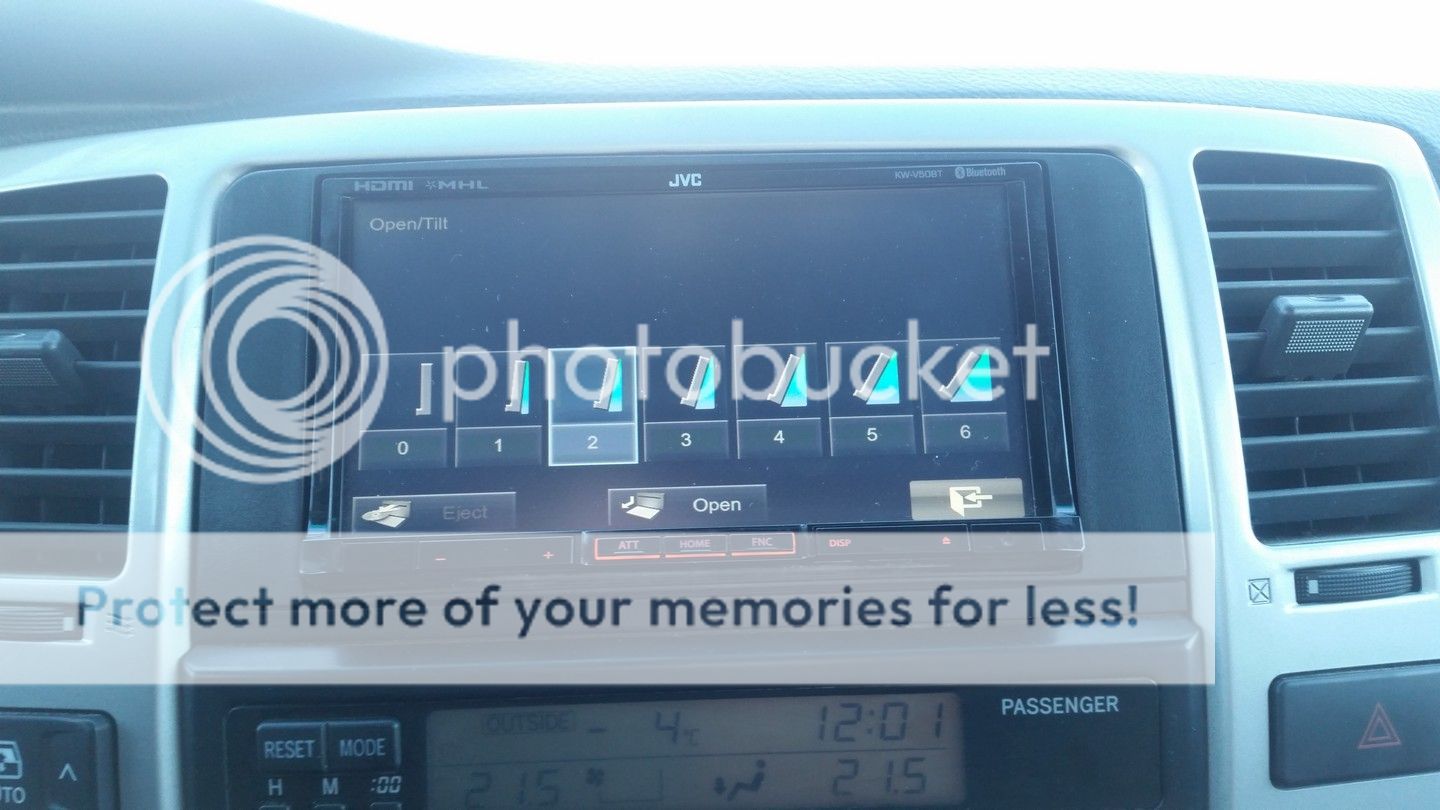 HDMI MHL JVC KW-V50BT Bluetooth
Open/Tilt
photobucket
0 1 2 3 4 5 6
Eject Open
- + ATT HOME FNC DISP
Protect more of your memories for less!
PASSENGER
OUTSIDE - 4°C 12:01
RESET MODE
AUTO
H M :00
21.5 21.5